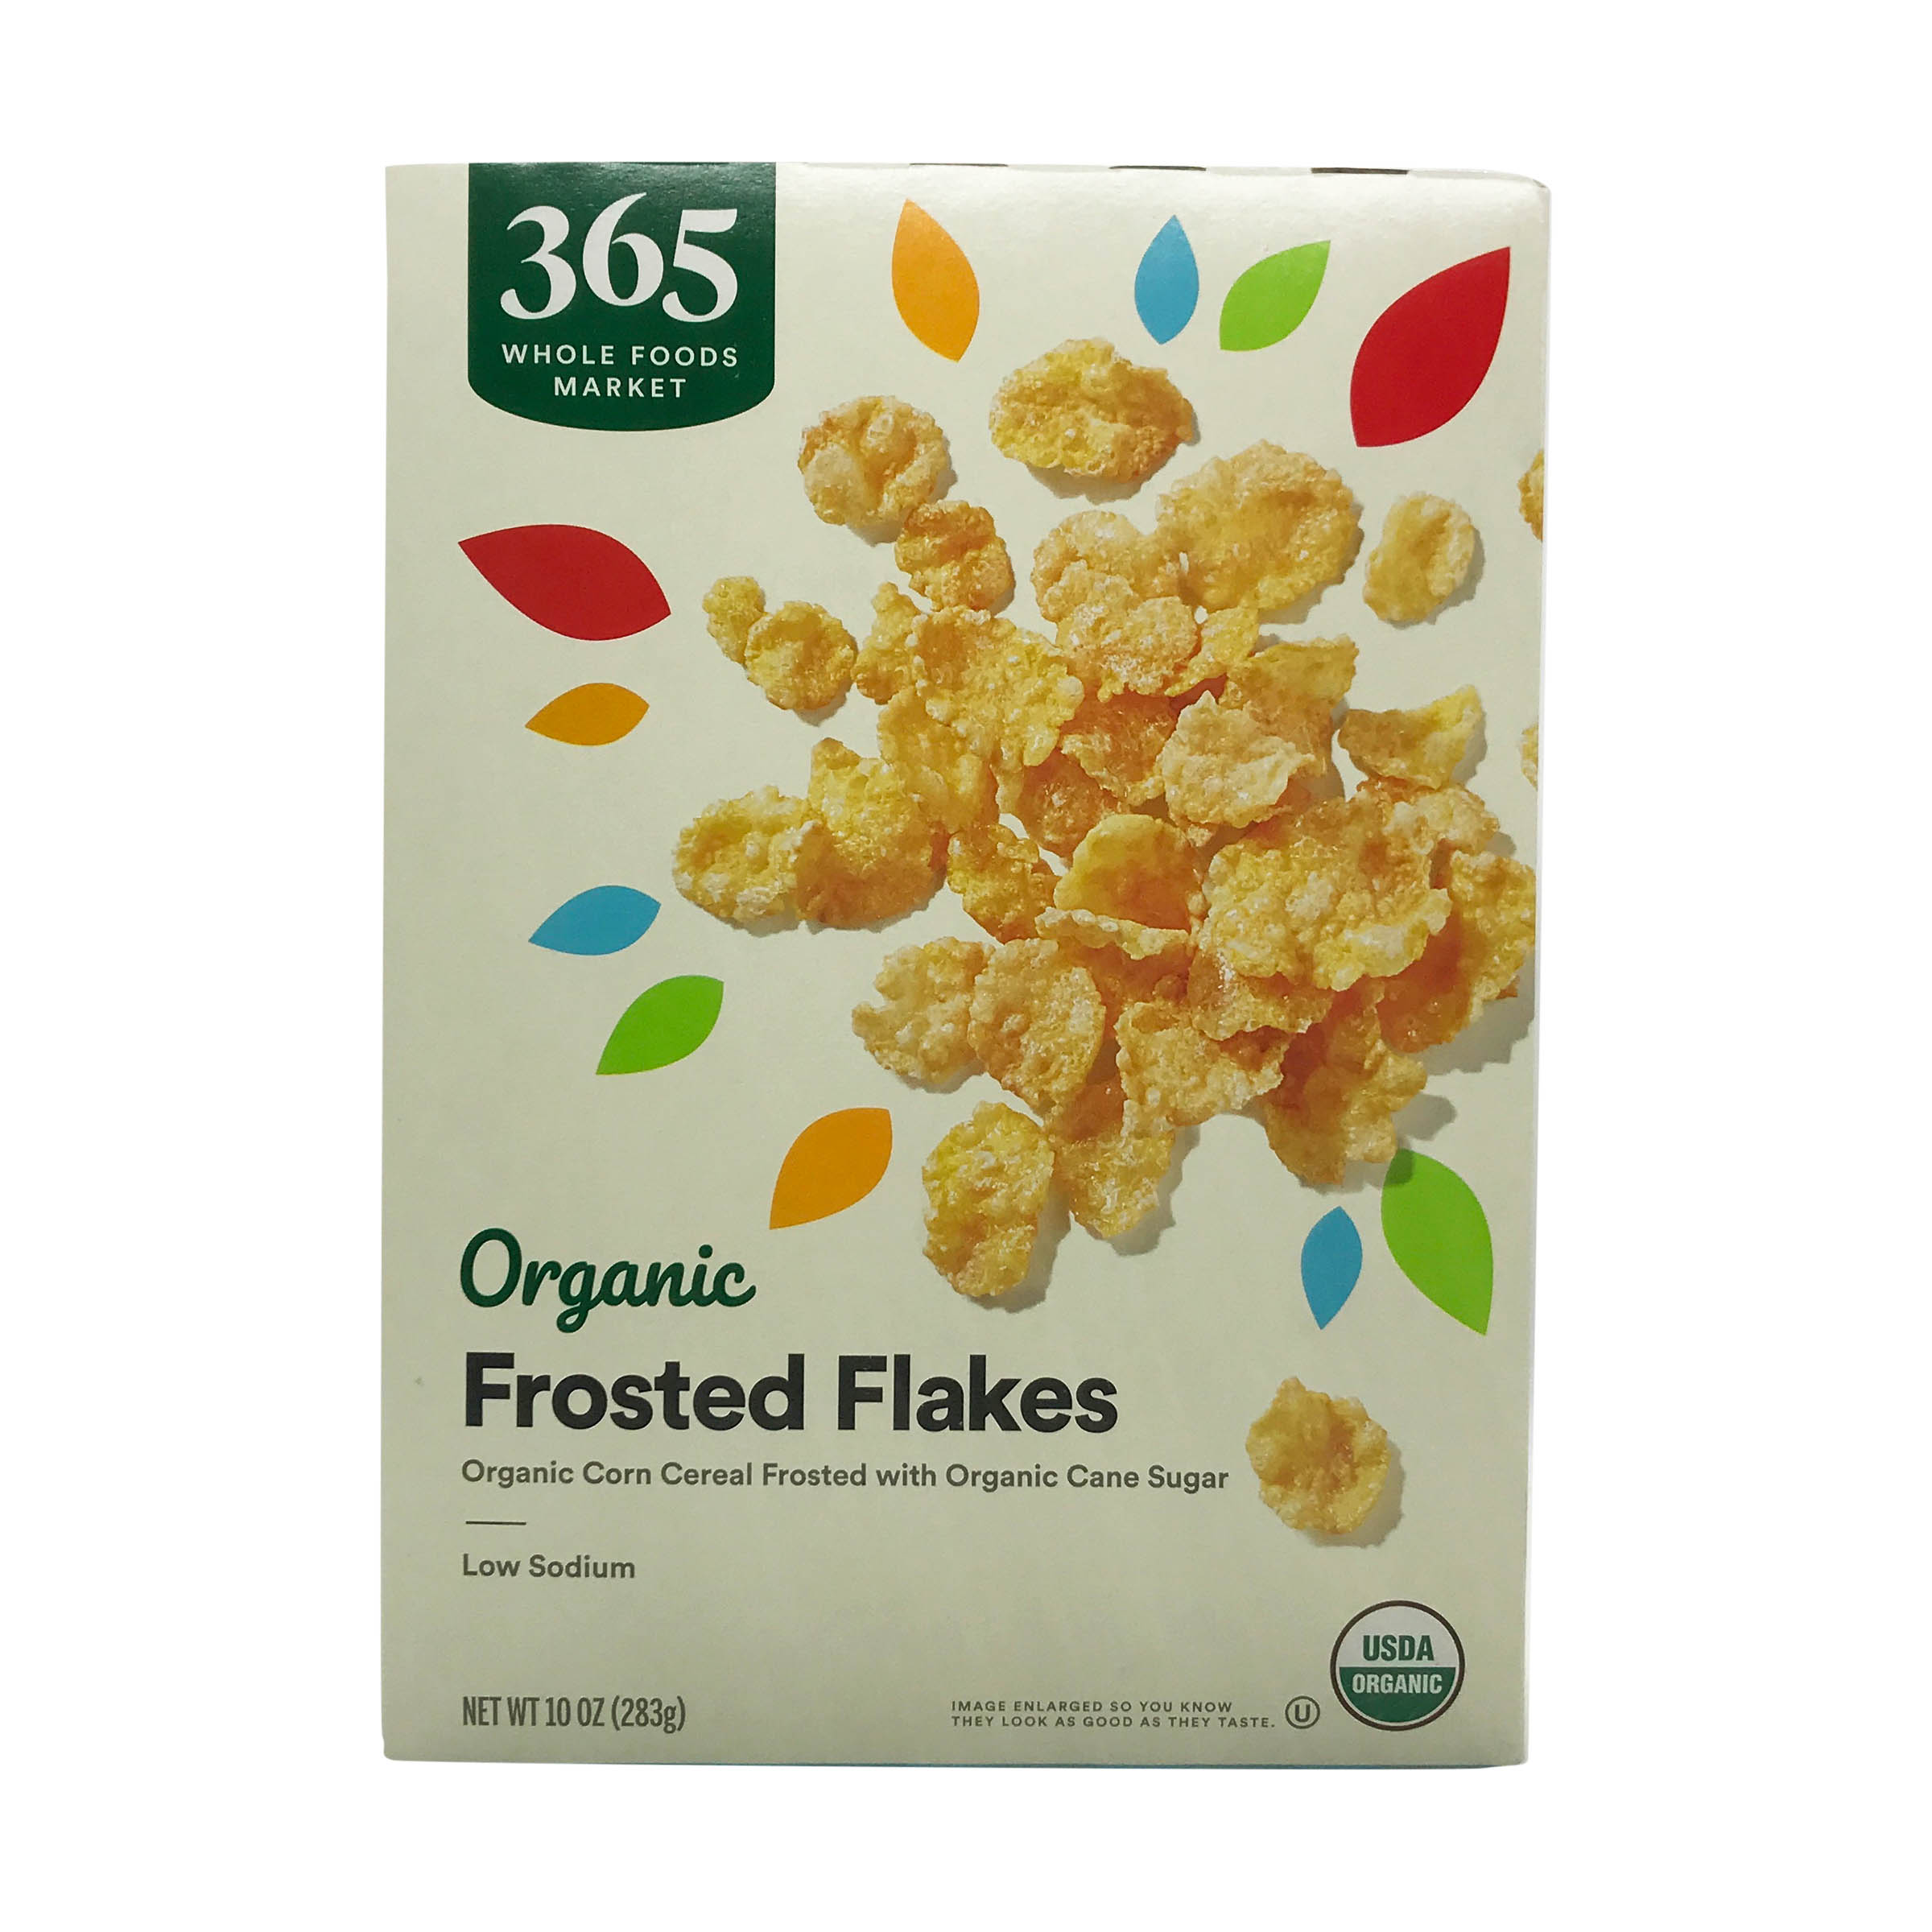 365
WHOLE FOODS
MARKET
Organic
Frosted Flakes
Organic Corn Cereal Frosted with Organic Cane Sugar
Low Sodium
NET WT 10 OZ (283g)
IMAGE ENLARGED SO YOU KNOW
THEY LOOK AS GOOD AS THEY TASTE.
U
USDA
ORGANIC